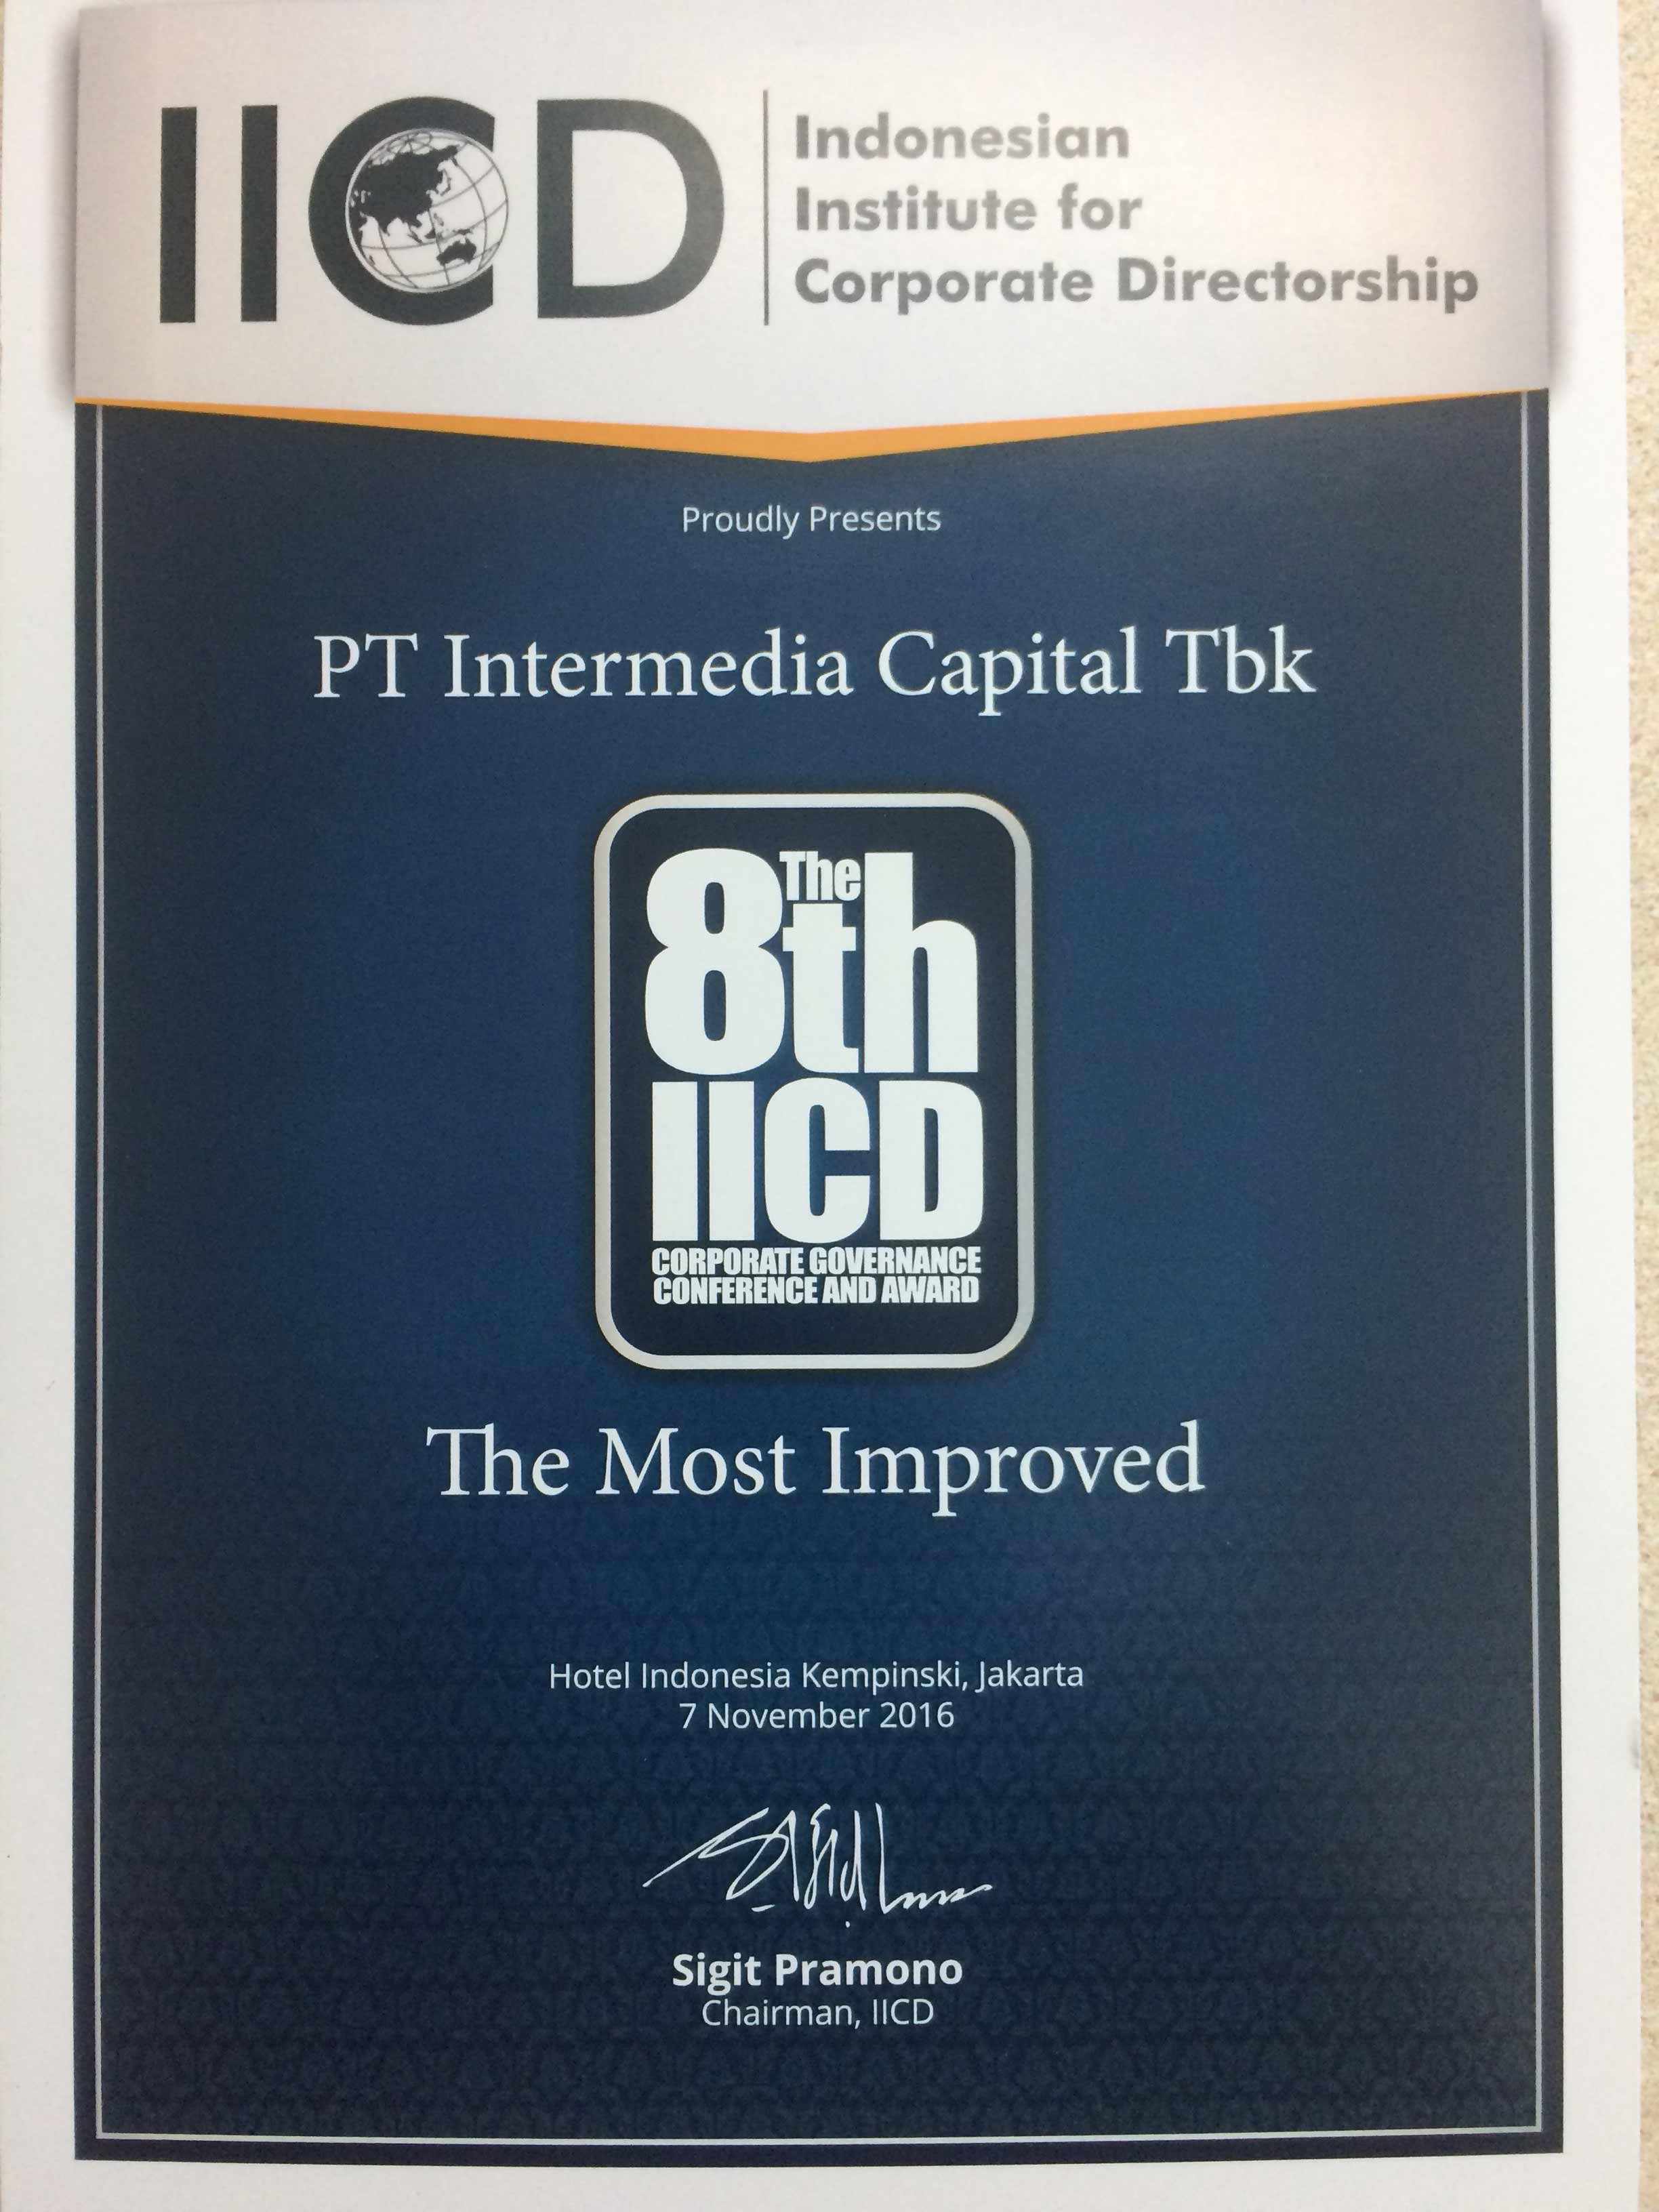 IICD
Indonesian
Institute for
Corporate Directorship
Proudly Presents
PT Intermedia Capital Tbk
The
8th
IICD
CORPORATE GOVERNANCE
CONFERENCE AND AWARD
The Most Improved
Hotel Indonesia Kempinski, Jakarta
7 November 2016
Sigit Pramono
Chairman, IICD